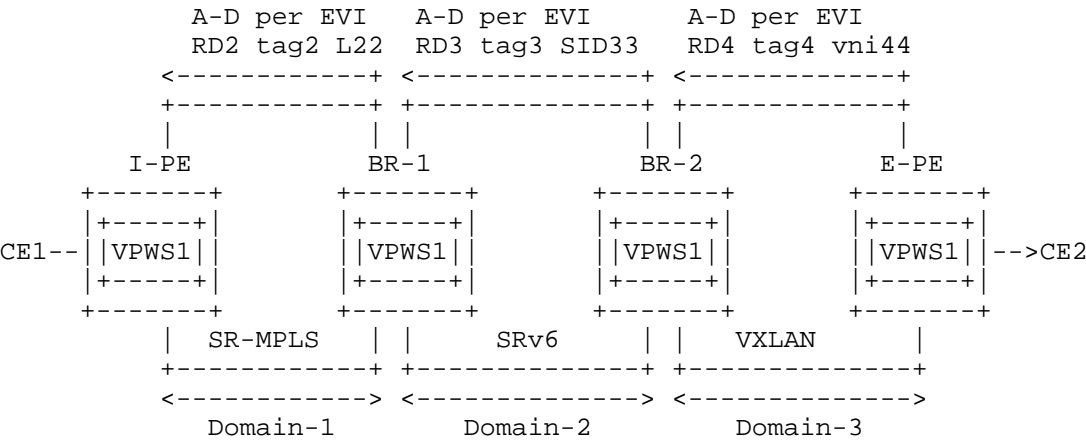 A-D per EVI A-D per EVI A-D per EVI
RD2 tag2 L22 RD3 tag3 SID33 RD4 tag4 vni44
<------------+ <-------------+ <------------+
+------------+ +-------------+ +------------+
| | | | | |
I-PE BR-1 BR-2 E-PE
+-------+ +-------+ +-------+ +-------+
|+-----+| |+-----+| |+-----+| |+-----+|
CE1--||VPWS1|| ||VPWS1|| ||VPWS1|| ||VPWS1||-->CE2
|+-----+| |+-----+| |+-----+| |+-----+|
+-------+ +-------+ +-------+ +-------+
| SR-MPLS | | SRv6 | | VXLAN |
+------------+ +-------------+ +-------------+
<------------> <-------------> <------------->
Domain-1 Domain-2 Domain-3